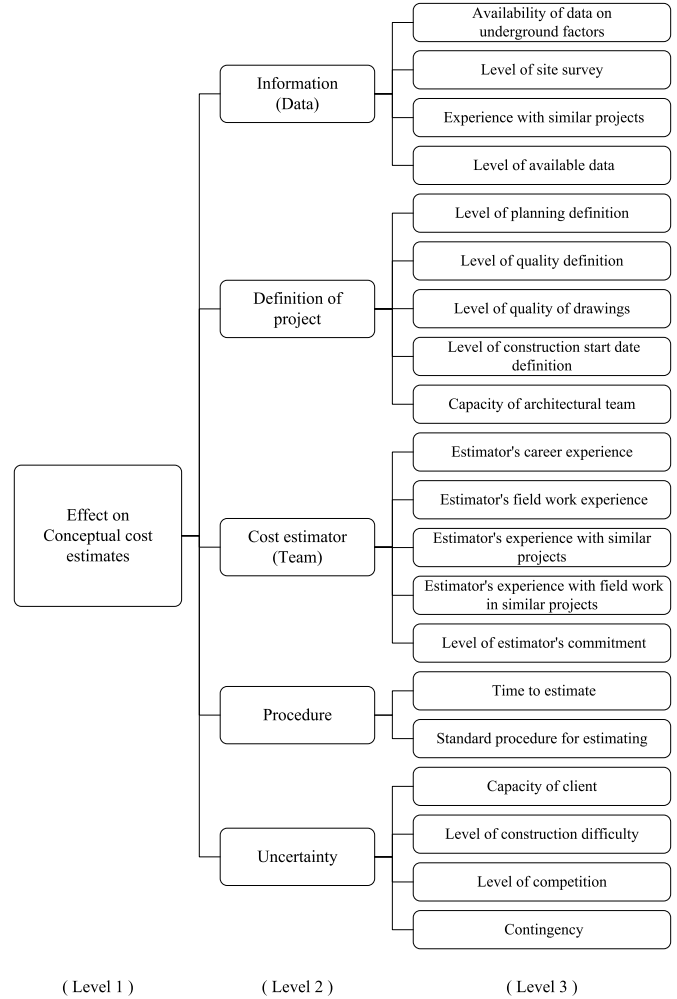 Effect on
Conceptual cost
estimates
Information
(Data)
Availability of data on
underground factors
Level of site survey
Experience with similar projects
Level of available data
Definition of
project
Level of planning definition
Level of quality definition
Level of quality of drawings
Level of construction start date
definition
Capacity of architectural team
Cost estimator
(Team)
Estimator's career experience
Estimator's field work experience
Estimator's experience with similar
projects
Estimator's experience with field work
in similar projects
Level of estimator's commitment
Procedure
Time to estimate
Standard procedure for estimating
Uncertainty
Capacity of client
Level of construction difficulty
Level of competition
Contingency
( Level 1 )
( Level 2 )
( Level 3 )